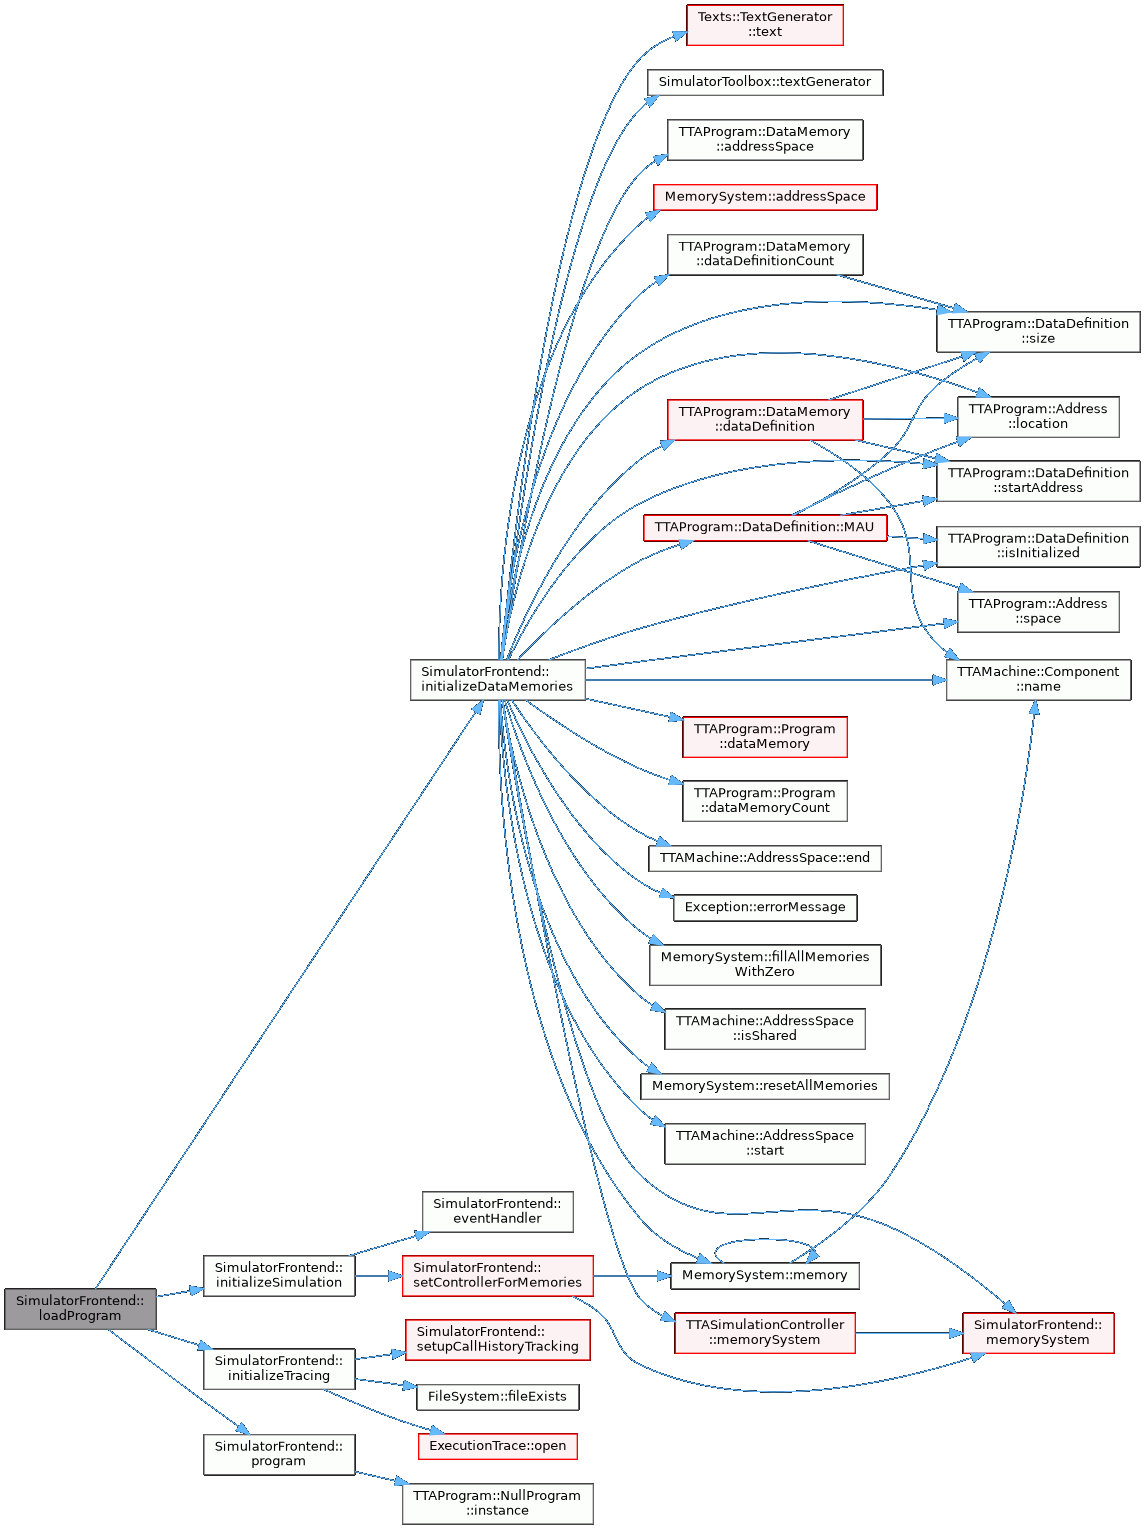 Texts::TextGenerator
::text
SimulatorToolbox::textGenerator
TTAProgram::DataMemory
::addressSpace
MemorySystem::addressSpace
TTAProgram::DataMemory
::dataDefinitionCount
TTAProgram::DataDefinition
::size
TTAProgram::DataMemory
::dataDefinition
TTAProgram::Address
::location
TTAProgram::DataDefinition
::startAddress
TTAProgram::DataDefinition::MAU
TTAProgram::DataDefinition
::isInitialized
TTAProgram::Address
::space
SimulatorFrontend::
initializeDataMemories
TTAMachine::Component
::name
TTAProgram::Program
::dataMemory
TTAProgram::Program
::dataMemoryCount
TTAMachine::AddressSpace::end
Exception::errorMessage
MemorySystem::fillAllMemories
WithZero
TTAMachine::AddressSpace
::isShared
MemorySystem::resetAllMemories
TTAMachine::AddressSpace
::start
SimulatorFrontend::
eventHandler
SimulatorFrontend::
initializeSimulation
SimulatorFrontend::
setControllerForMemories
MemorySystem::memory
SimulatorFrontend::
loadProgram
TTASimulationController
::memorySystem
SimulatorFrontend::
memorySystem
SimulatorFrontend::
setupCallHistoryTracking
SimulatorFrontend::
initializeTracing
FileSystem::fileExists
ExecutionTrace::open
SimulatorFrontend::
program
TTAProgram::NullProgram
::instance